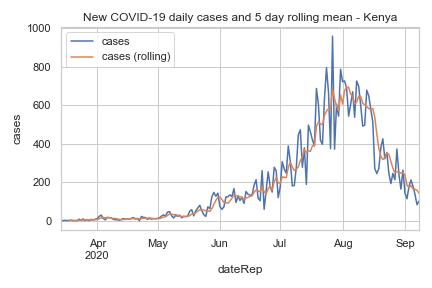 New COVID-19 daily cases and 5 day rolling mean - Kenya
cases
cases (rolling)
1000
800
600
400
200
0
cases
Apr
2020
May
Jun
Jul
Aug
Sep
dateRep